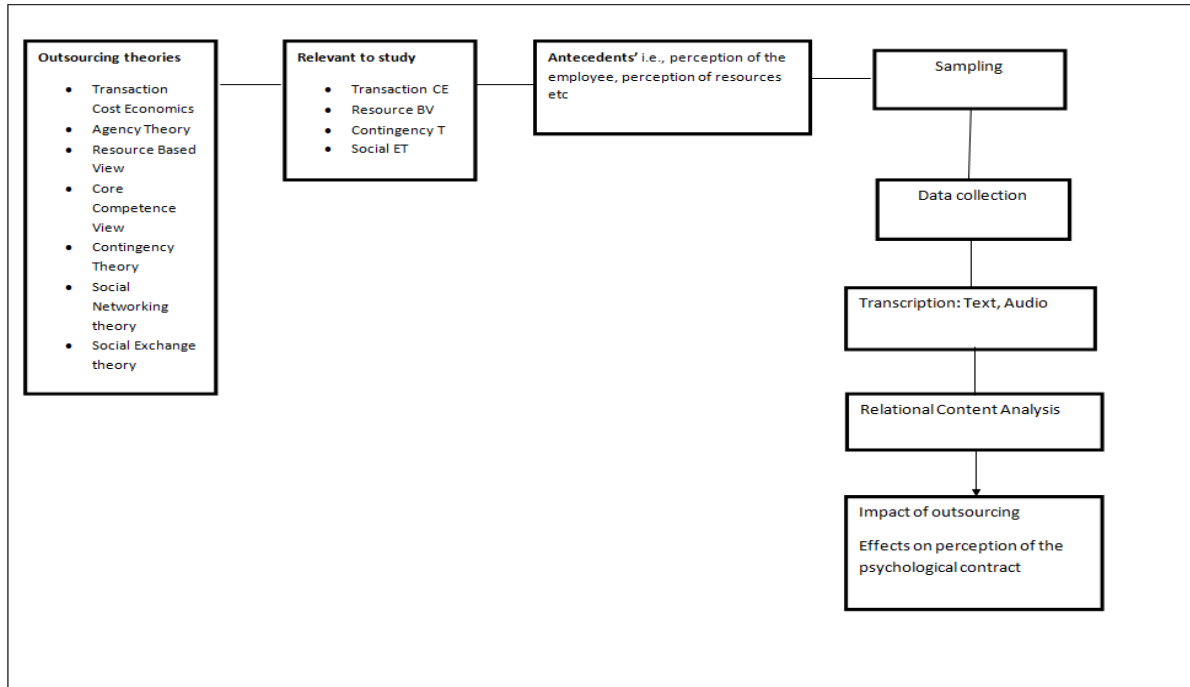 Outsourcing theories
• Transaction
Cost Economics
• Agency Theory
• Resource Based
View
• Core
Competence
View
• Contingency
Theory
• Social
Networking
theory
• Social Exchange
theory
Relevant to study
• Transaction CE
• Resource BV
• Contingency T
• Social ET
Antecedents’ i.e., perception of the
employee, perception of resources
etc
Sampling
Data collection
Transcription: Text, Audio
Relational Content Analysis
Impact of outsourcing
Effects on perception of the
psychological contract